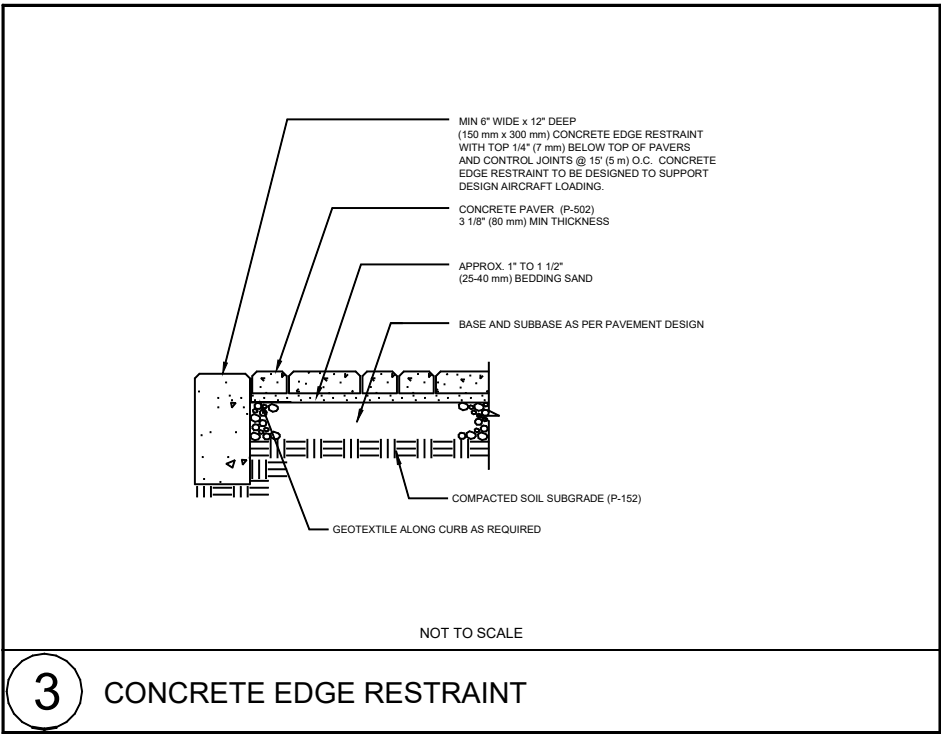 MIN 6" WIDE x 12" DEEP
(150 mm x 300 mm) CONCRETE EDGE RESTRAINT
WITH TOP 1/4" (7 mm) BELOW TOP OF PAVERS
AND CONTROL JOINTS @ 15' (5 m) O.C. CONCRETE
EDGE RESTRAINT TO BE DESIGNED TO SUPPORT
DESIGN AIRCRAFT LOADING.
CONCRETE PAVER (P-502)
3 1/8" (80 mm) MIN THICKNESS
APPROX. 1" TO 1 1/2"
(25-40 mm) BEDDING SAND
BASE AND SUBBASE AS PER PAVEMENT DESIGN
COMPACTED SOIL SUBGRADE (P-152)
GEOTEXTILE ALONG CURB AS REQUIRED
NOT TO SCALE
3 CONCRETE EDGE RESTRAINT